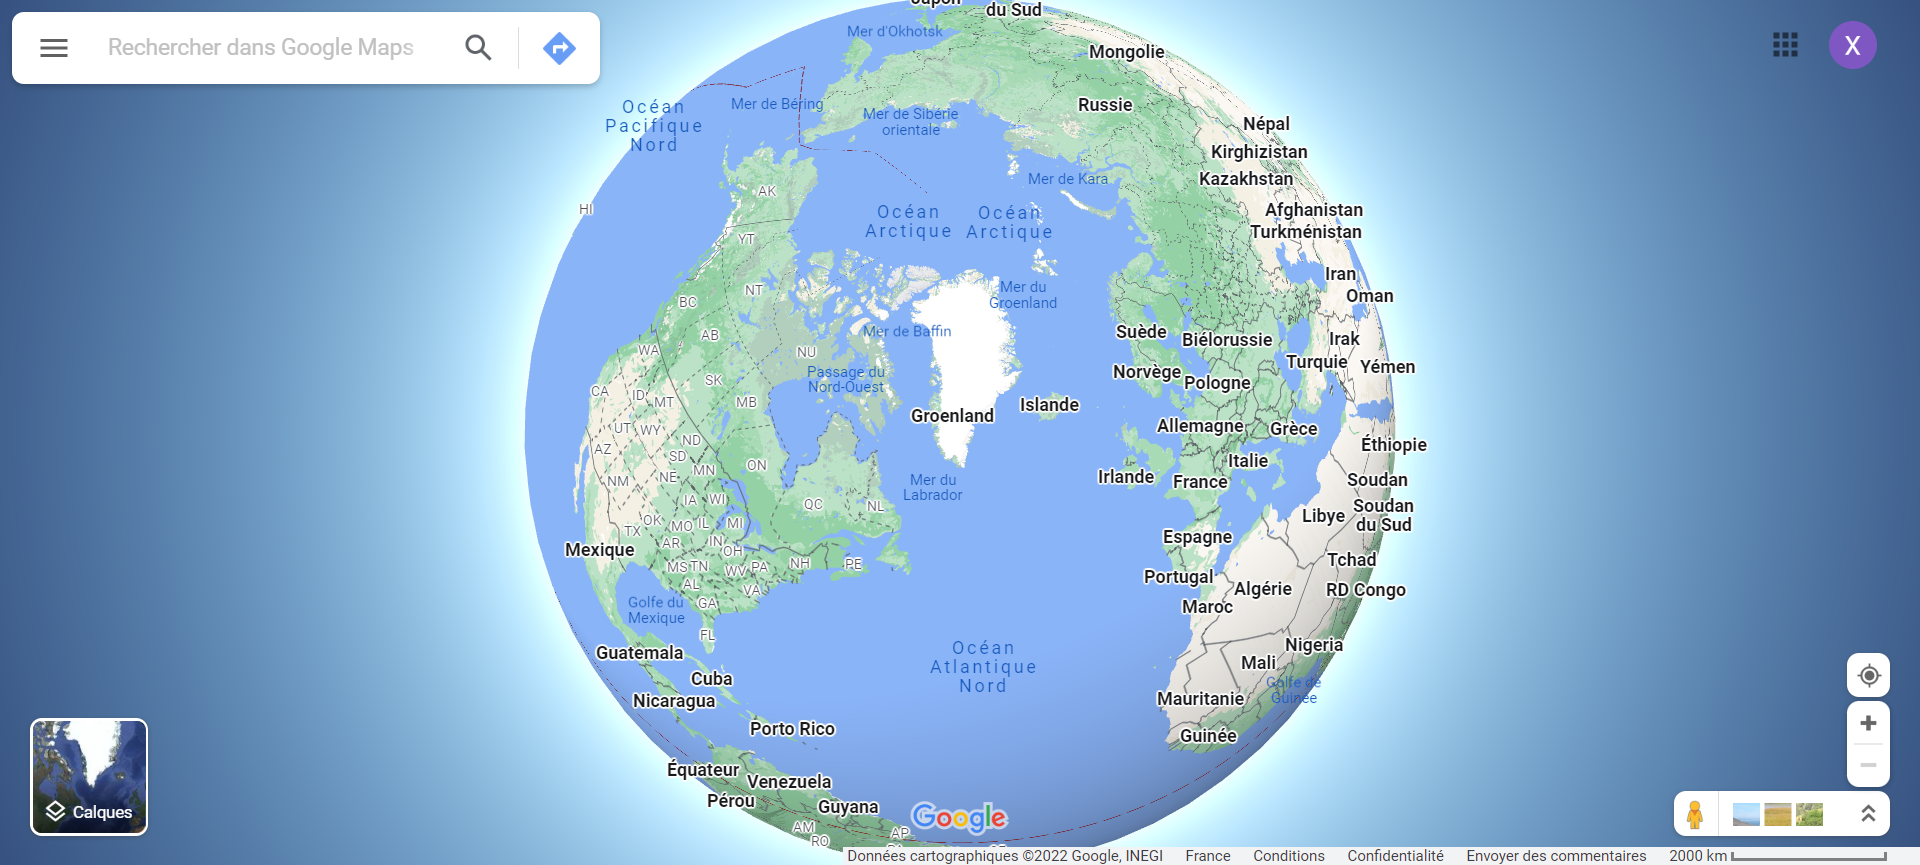 Rechercher dans Google Maps
X
Japon
du Sud
Mer d'Okhotsk
Mongolie
Océan
Pacifique
Nord
Mer de Béring
Mer de Sibérie
orientale
Russie
Népal
Kirghizistan
Kazakhstan
Mer de Kara
AK
HI
Océan
Arctique
Océan
Arctique
Afghanistan
Turkménistan
YT
Iran
Oman
NT
BC
Mer du
Groenland
Mer de Baffin
Suède
Biélorussie
Irak
AB
WA
NU
Turquie
Yémen
Passage du
Nord-Ouest
Norvège
Pologne
SK
CA
ID
MT
MB
Groenland
Islande
UT
WY
Allemagne
Grèce
ND
AZ
SD
MN
ON
Éthiopie
Italie
NM
NE
Irlande
France
Soudan
Mer du
Labrador
IA
WI
QC
NL
Libye
Soudan
du Sud
TX
OK
MO
IL
MI
Espagne
Mexique
AR
IN
OH
Tchad
MS
TN
WV
PA
NH
PE
Portugal
AL
VA
Algérie
RD Congo
Golfe du
Mexique
GA
Maroc
FL
Guatemala
Océan
Atlantique
Nord
Nigeria
Mali
Cuba
Golfe de
Guinée
Nicaragua
Mauritanie
Porto Rico
Guinée
Équateur
Venezuela
Pérou
Guyana
Google
AM
RO
AP
Calques
Données cartographiques ©2022 Google, INEGI France Conditions Confidentialité Envoyer des commentaires 2000 km